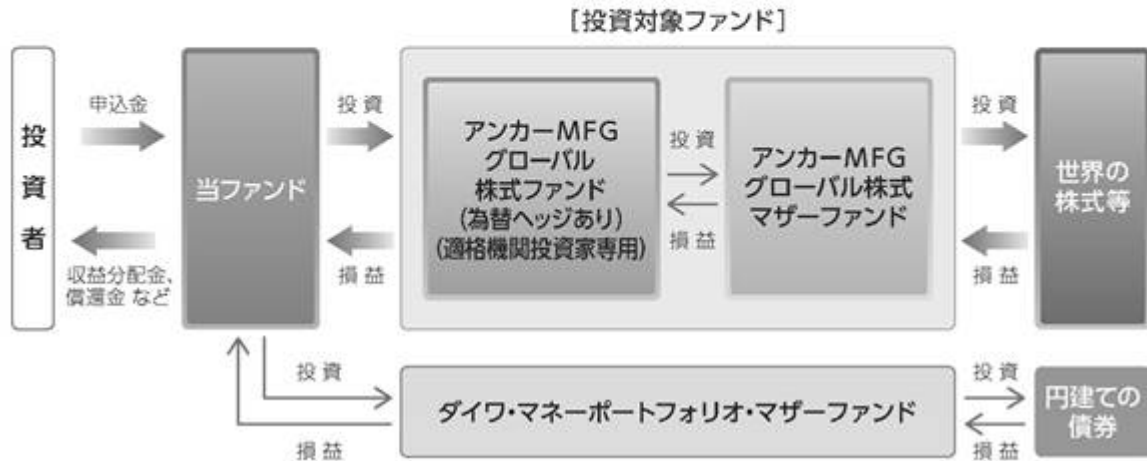 [投資対象ファンド]
投資者
申込金
収益分配金、
償還金 など
当ファンド
投資
損益
アンカーMFG
グローバル
株式ファンド
(為替ヘッジあり)
(適格機関投資家専用)
投資
損益
アンカーMFG
グローバル株式
マザーファンド
投資
損益
世界の
株式等
投資
損益
ダイワ・マネーポートフォリオ・マザーファンド
投資
損益
円建ての
債券